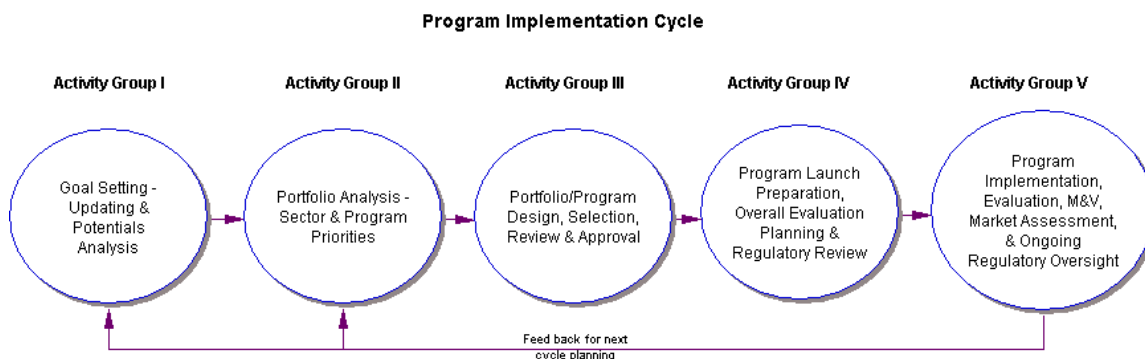 Program Implementation Cycle
Activity Group I
Activity Group II
Activity Group III
Activity Group IV
Activity Group V
Goal Setting -
Updating &
Potentials
Analysis
Portfolio Analysis -
Sector & Program
Priorities
Portfolio/Program
Design, Selection,
Review & Approval
Program Launch
Preparation,
Overall Evaluation
Planning &
Regulatory Review
Program
Implementation,
Evaluation, M&V,
Market Assessment,
& Ongoing
Regulatory Oversight
Feed back for next
cycle planning